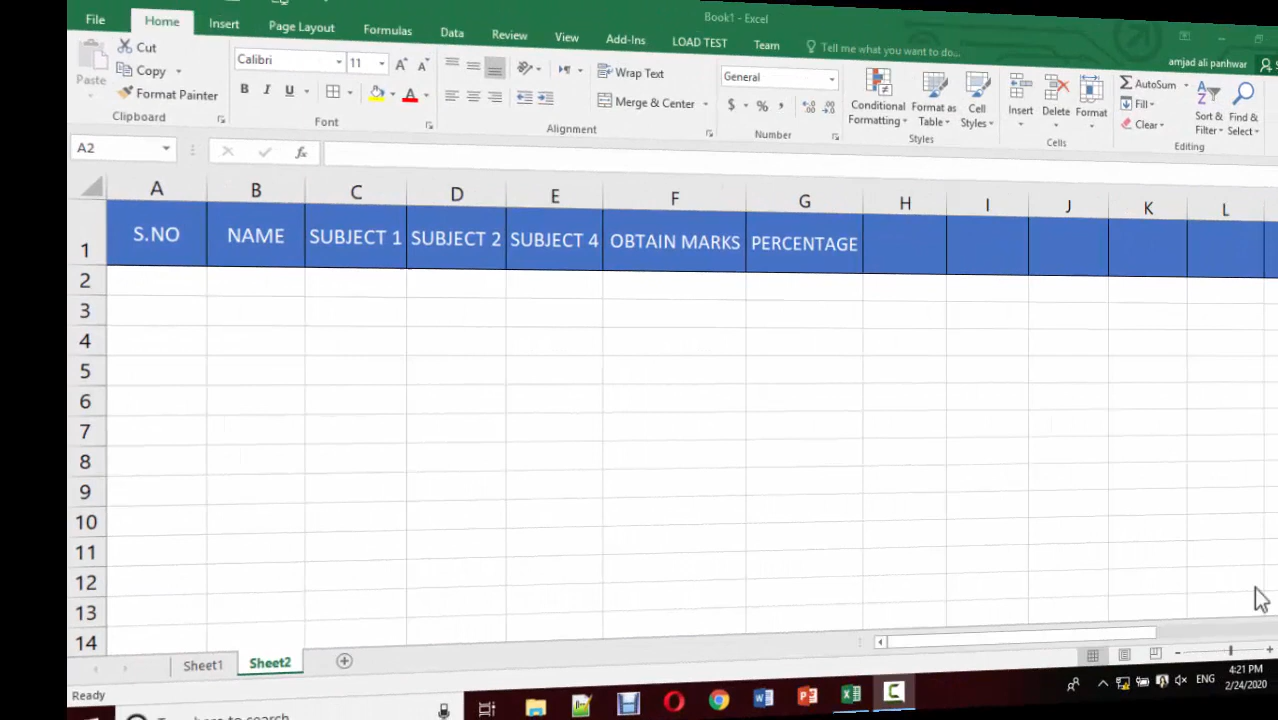 Book1 - Excel
File Home Insert Page Layout Formulas Data Review View Add-Ins LOAD TEST Team Tell me what you want to do...
amjad ali panhwar
Paste
Cut
Copy
Format Painter
Clipboard
Calibri 11
B I U
Font
Wrap Text
Merge & Center
Alignment
General
$ % ,
Number
Conditional Formatting
Format as Table
Cell Styles
Styles
Insert Delete Format
Cells
AutoSum
Fill
Clear
Sort & Filter
Find & Select
Editing
A2 fx
A B C D E F G H I J K L
1 S.NO NAME SUBJECT 1 SUBJECT 2 SUBJECT 4 OBTAIN MARKS PERCENTAGE
2
3
4
5
6
7
8
9
10
11
12
13
14
Sheet1 Sheet2
Ready
ENG
4:21 PM
2/24/2020